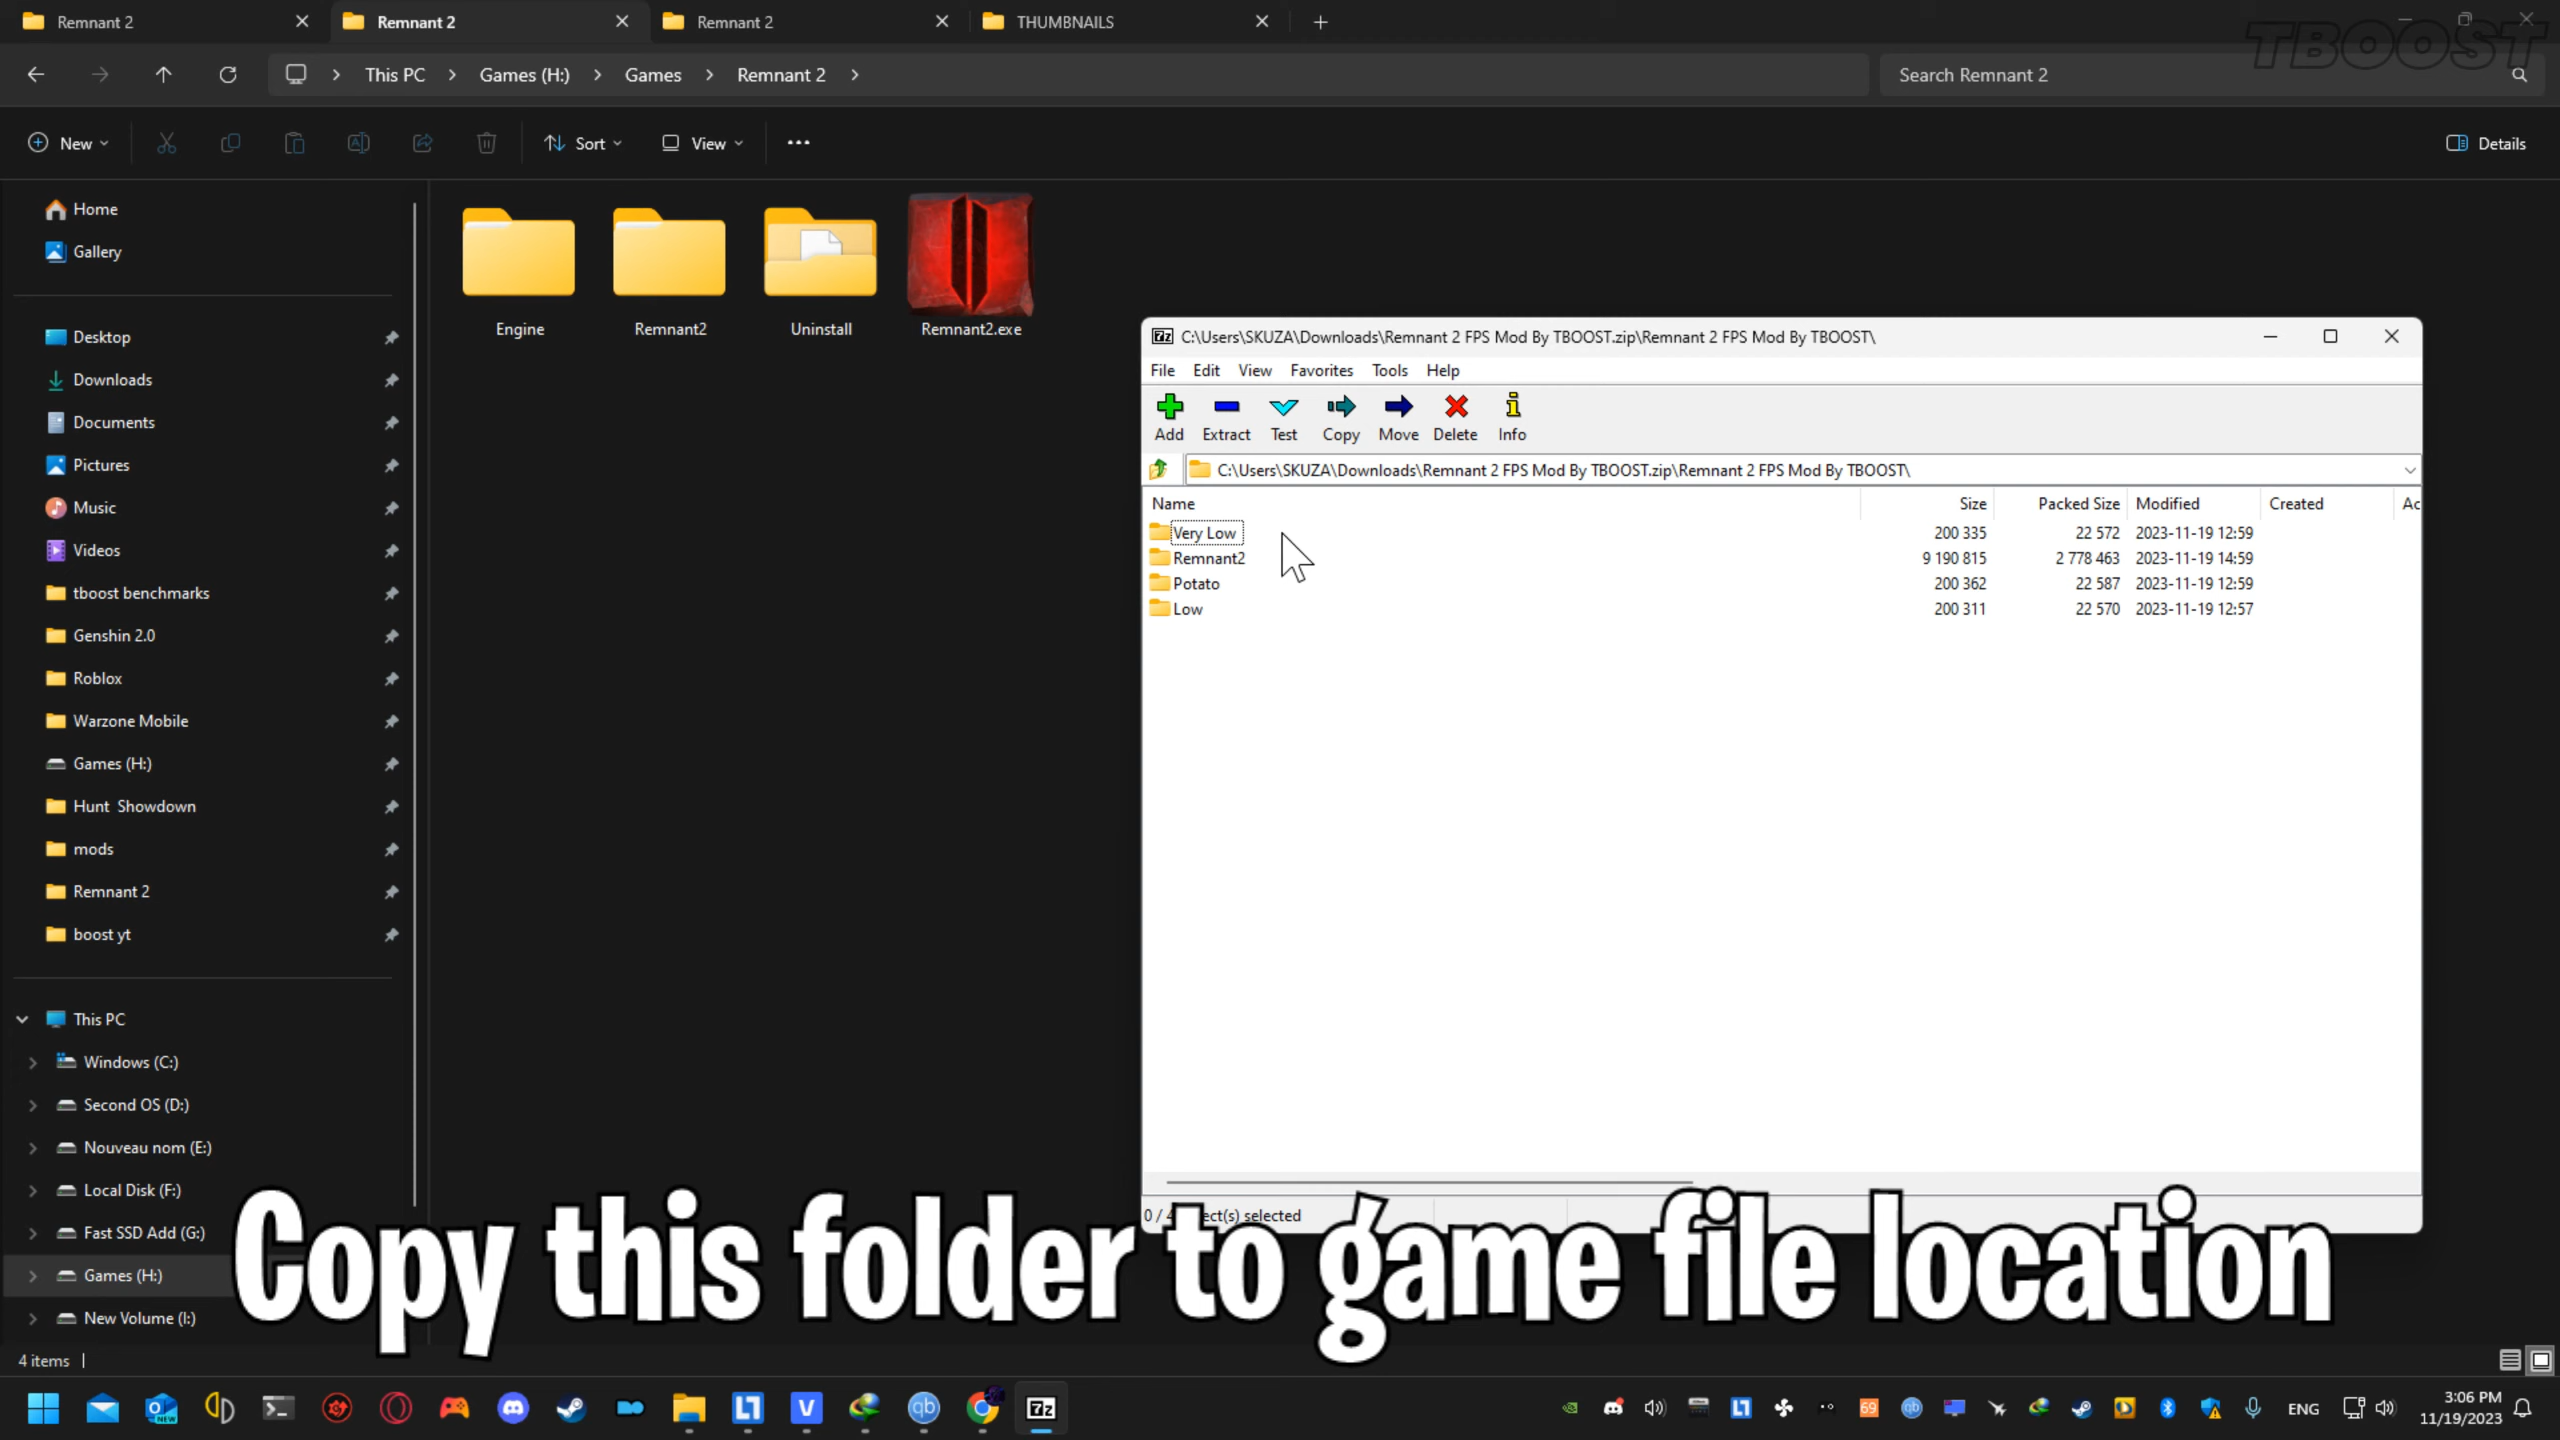 Remnant 2
Remnant 2
Remnant 2
THUMBNAILS
TBOOST
This PC > Games (H:) > Games > Remnant 2 >
Search Remnant 2
New
Sort
View
Details
Home
Gallery
Desktop
Downloads
Documents
Pictures
Music
Videos
tboost benchmarks
Genshin 2.0
Roblox
Warzone Mobile
Games (H:)
Hunt Showdown
mods
Remnant 2
boost yt
This PC
Windows (C:)
Second OS (D:)
Nouveau nom (E:)
Local Disk (F:)
Fast SSD Add (G:)
Games (H:)
New Volume (I:)
4 items
Engine
Remnant2
Uninstall
Remnant2.exe
7z C:\Users\SKUZA\Downloads\Remnant 2 FPS Mod By TBOOST.zip\Remnant 2 FPS Mod By TBOOST\
File Edit View Favorites Tools Help
Add Extract Test Copy Move Delete Info
C:\Users\SKUZA\Downloads\Remnant 2 FPS Mod By TBOOST.zip\Remnant 2 FPS Mod By TBOOST\
Name Size Packed Size Modified Created Ac
Very Low 200 335 22 572 2023-11-19 12:59
Remnant2 9 190 815 2 778 463 2023-11-19 14:59
Potato 200 362 22 587 2023-11-19 12:59
Low 200 311 22 570 2023-11-19 12:57
0 / 4 ect(s) selected
Copy this folder to game file location
NEW
7z
69
ENG
3:06 PM
11/19/2023